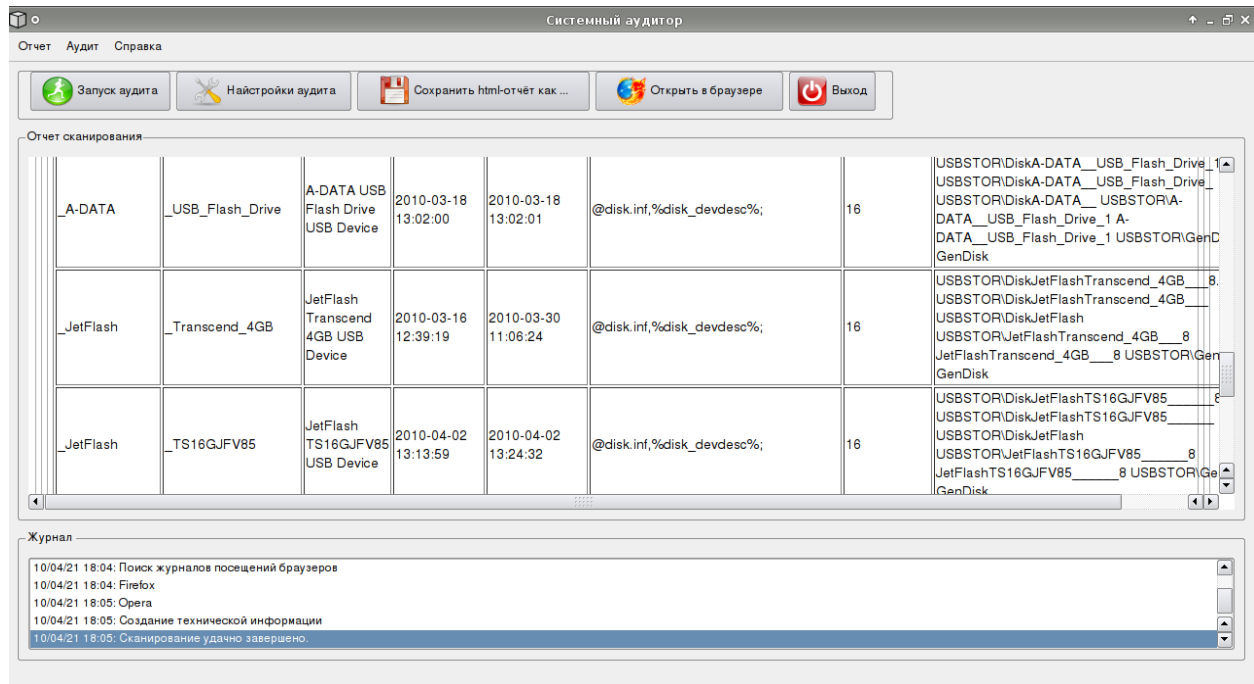 Системный аудитор
Отчет Аудит Справка
Запуск аудита
Найстройки аудита
Сохранить html-отчёт как ...
Открыть в браузере
Выход
Отчет сканирования
_A-DATA
_USB_Flash_Drive
A-DATA USB
Flash Drive
USB Device
2010-03-18
13:02:00
2010-03-18
13:02:01
@disk.inf,%disk_devdesc%;
16
USBSTOR\DiskA-DATA__USB_Flash_Drive_1
USBSTOR\DiskA-DATA__USB_Flash_Drive_
USBSTOR\DiskA-DATA__ USBSTOR\A-
DATA__USB_Flash_Drive_1 A-
DATA__USB_Flash_Drive_1 USBSTOR\GenD
GenDisk
_JetFlash
_Transcend_4GB
JetFlash
Transcend
4GB USB
Device
2010-03-16
12:39:19
2010-03-30
11:06:24
@disk.inf,%disk_devdesc%;
16
USBSTOR\DiskJetFlashTranscend_4GB___8.
USBSTOR\DiskJetFlashTranscend_4GB___
USBSTOR\DiskJetFlash
USBSTOR\JetFlashTranscend_4GB___8
JetFlashTranscend_4GB___8 USBSTOR\Gen
GenDisk
_JetFlash
_TS16GJFV85
JetFlash
TS16GJFV85
USB Device
2010-04-02
13:13:59
2010-04-02
13:24:32
@disk.inf,%disk_devdesc%;
16
USBSTOR\DiskJetFlashTS16GJFV85______8
USBSTOR\DiskJetFlashTS16GJFV85______
USBSTOR\DiskJetFlash
USBSTOR\JetFlashTS16GJFV85______8
JetFlashTS16GJFV85______8 USBSTOR\Ge
GenDisk
Журнал
10/04/21 18:04: Поиск журналов посещений браузеров
10/04/21 18:04: Firefox
10/04/21 18:05: Opera
10/04/21 18:05: Создание технической информации
10/04/21 18:05: Сканирование удачно завершено.